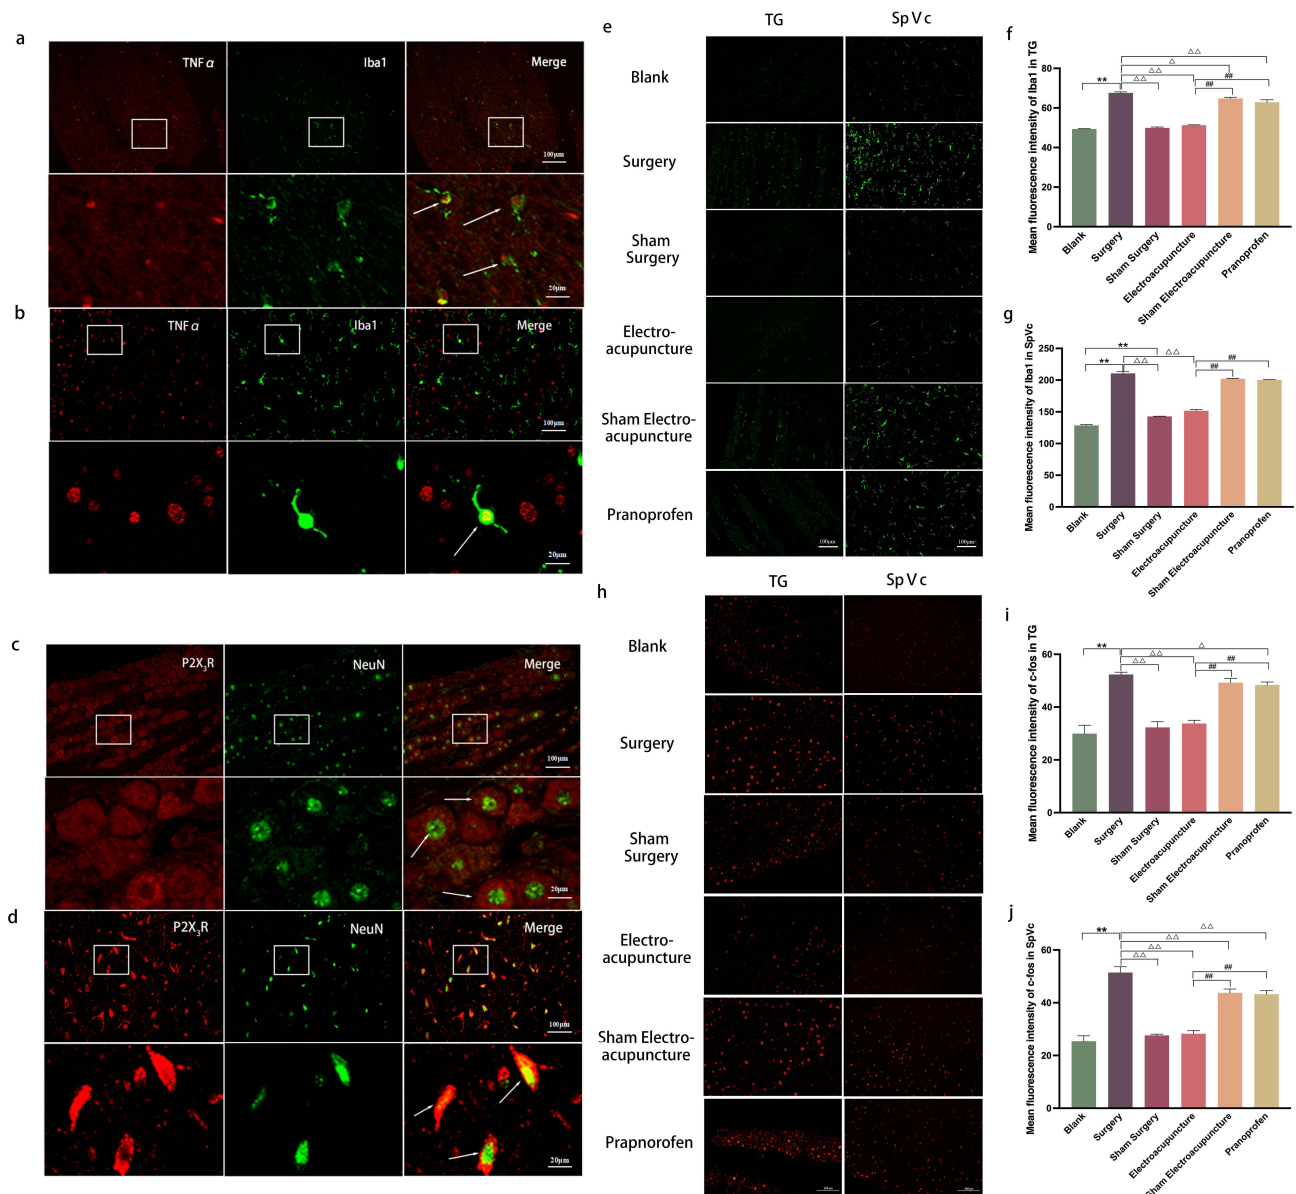 a
TNFα
Iba1
Merge
100μm
20μm
b
TNFα
Iba1
Merge
100μm
20μm
c
P2X3R
NeuN
Merge
100μm
20μm
d
P2X3R
NeuN
Merge
100μm
20μm
e
TG
SpVc
Blank
Surgery
Sham
Surgery
Electro-
acupuncture
Sham Electro-
acupuncture
Pranoprofen
100μm
100μm
f
Mean fluorescence intensity of Iba1 in TG
80
60
40
20
0
**
△△
△△
△
△△
##
##
Blank
Surgery
Sham Surgery
Electroacupuncture
Sham Electroacupuncture
Pranoprofen
g
Mean fluorescence intensity of Iba1 in SpVc
250
200
150
100
50
0
**
**
△△
△△
##
##
Blank
Surgery
Sham Surgery
Electroacupuncture
Sham Electroacupuncture
Pranoprofen
h
TG
SpVc
Blank
Surgery
Sham
Surgery
Electro-
acupuncture
Sham Electro-
acupuncture
Prapnorofen
i
Mean fluorescence intensity of c-fos in TG
60
40
20
0
**
△△
△△
△
##
##
Blank
Surgery
Sham Surgery
Electroacupuncture
Sham Electroacupuncture
Pranoprofen
j
Mean fluorescence intensity of c-fos in SpVc
60
40
20
0
**
△△
△△
△△
△△
##
##
Blank
Surgery
Sham Surgery
Electroacupuncture
Sham Electroacupuncture
Pranoprofen